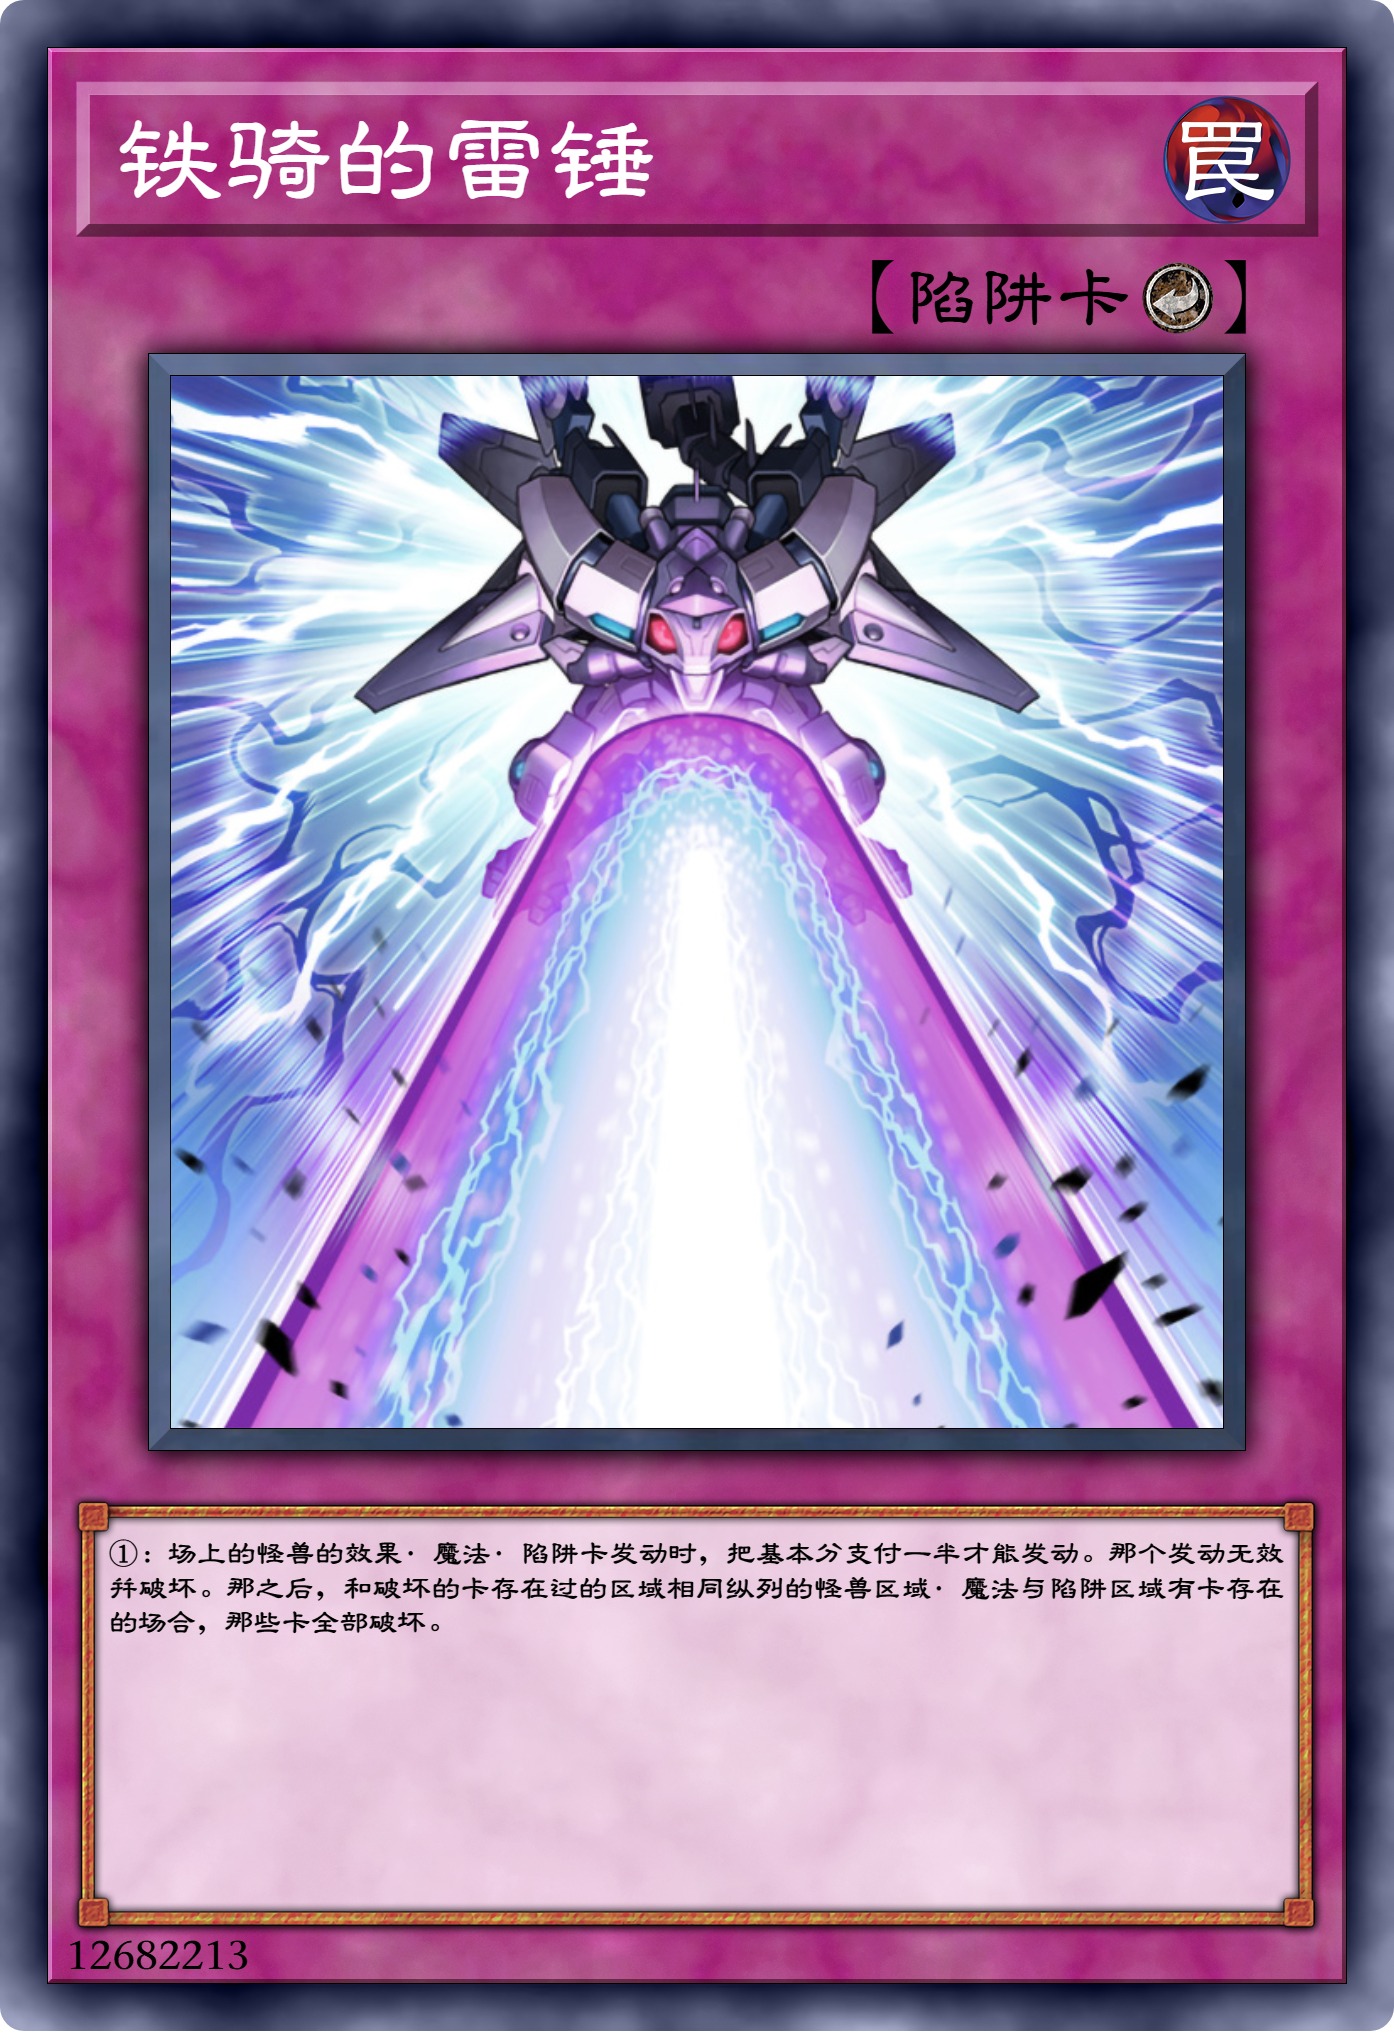 铁骑的雷锤
罠
【陷阱卡】
①：场上的怪兽的效果·魔法·陷阱卡发动时，把基本分支付一半才能发动。那个发动无效
并破坏。那之后，和破坏的卡存在过的区域相同纵列的怪兽区域·魔法与陷阱区域有卡存在
的场合，那些卡全部破坏。
12682213